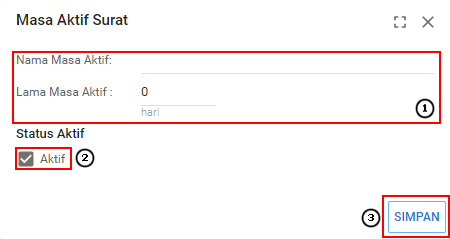 Masa Aktif Surat
Nama Masa Aktif:
Lama Masa Aktif : 0
hari
1
Status Aktif
Aktif 2
3 SIMPAN